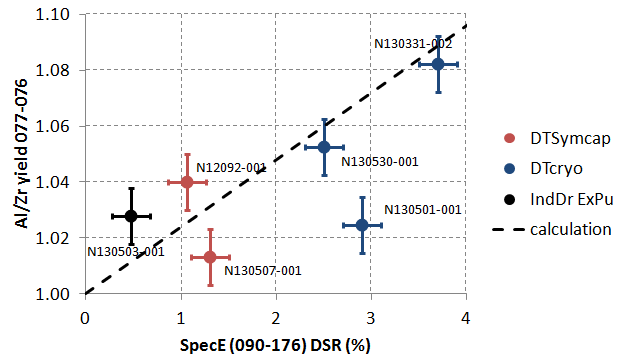 1.10
1.08
1.06
1.04
1.02
1.00
Al/Zr yield 077-076
N130331-002
N12092-001
N130530-001
N130501-001
N130503-001
N130507-001
0 1 2 3 4
SpecE (090-176) DSR (%)
DTSymcap
DTcryo
IndDr ExPu
calculation